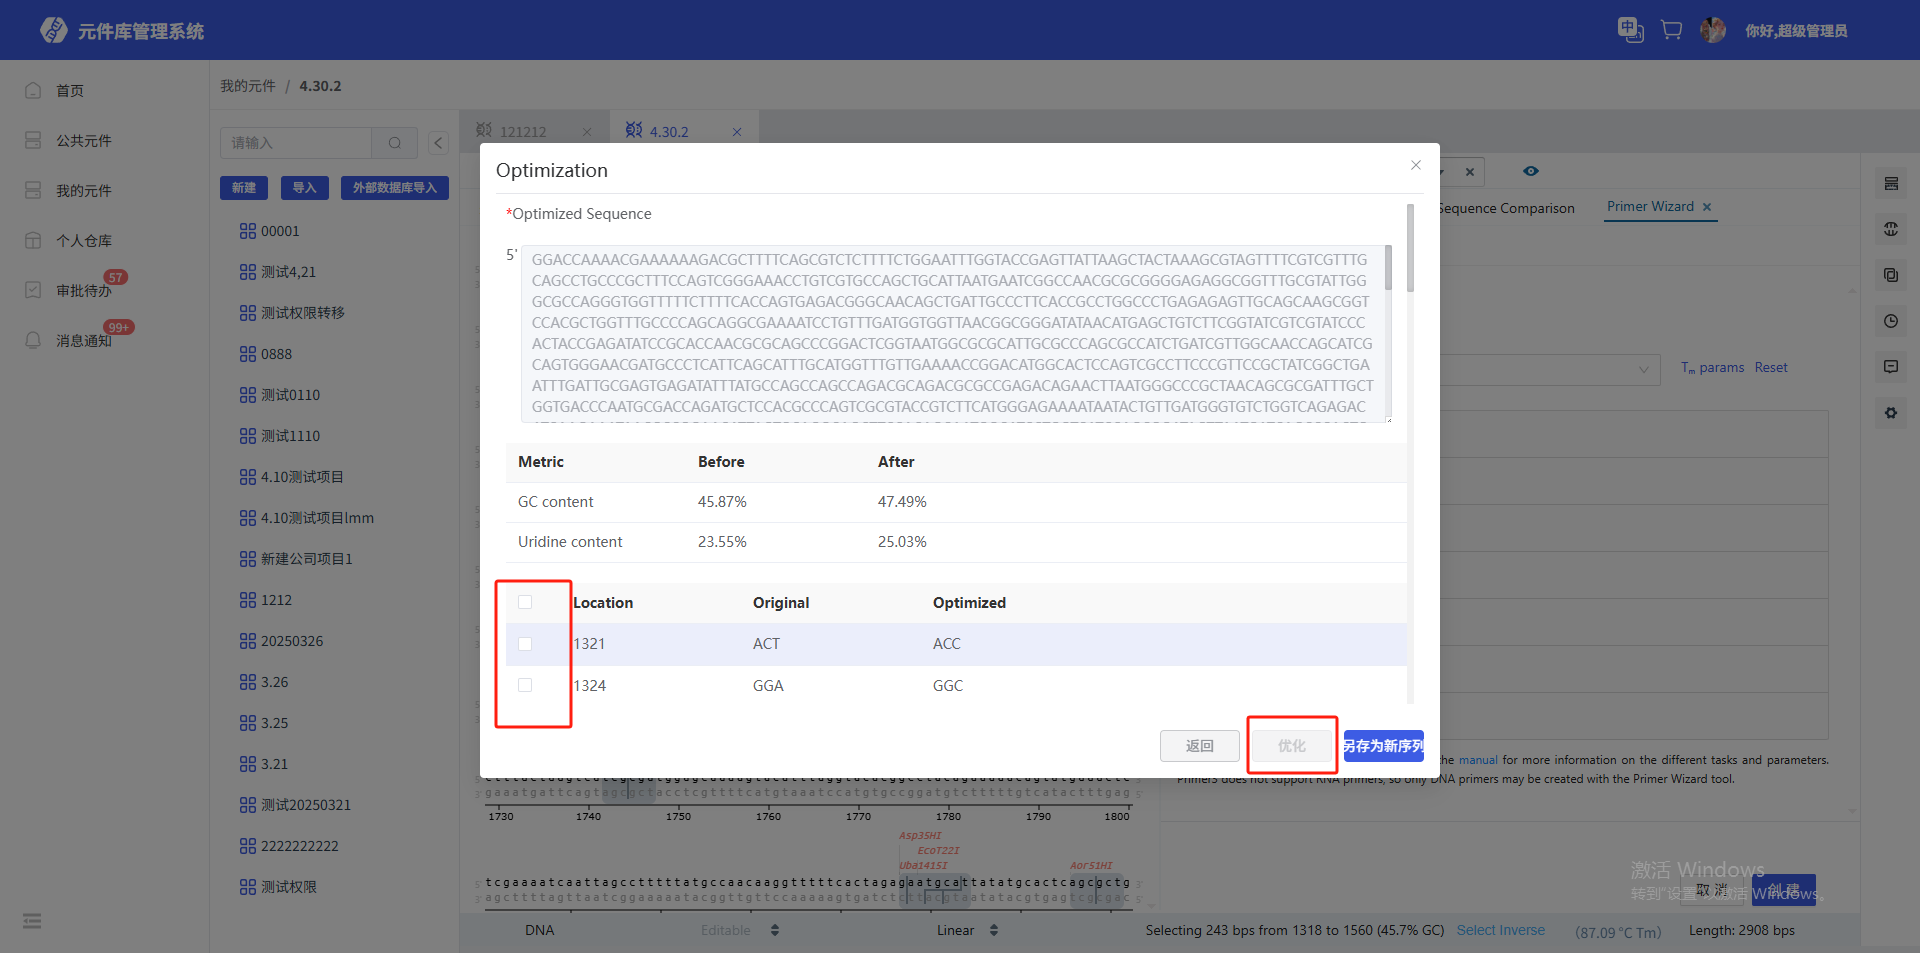 元件库管理系统
中
你好,超级管理员
首页
公共元件
我的元件
个人仓库
审批待办
57
消息通知
99+
我的元件 / 4.30.2
请输入
新建
导入
外部数据库导入
00001
测试4,21
测试权限转移
0888
测试0110
测试1110
4.10测试项目
4.10测试项目lmm
新建公司项目1
1212
20250326
3.26
3.25
3.21
测试20250321
2222222222
测试权限
121212
4.30.2
Sequence Comparison
Primer Wizard
Tm params Reset
Optimization
*Optimized Sequence
5'
GGACCAAAACGAAAAAAGACGCTTTTCAGCGTCTCTTTTCTGGAATTTGGTACCGAGTTATTAAGCTACTAAAGCGTAGTTTTCGTCGTTTG
CAGCCTGCCCGCTTTCCAGTCGGGAAACCTGTCGTGCCAGCTGCATTAATGAATCGGCCAACGCGCGGGGAGAGGCGGTTTGCGTATTGG
GCGCCAGGGTGGTTTTTCTTTTCACCAGTGAGACGGGCAACAGCTGATTGCCCTTCACCGCCTGGCCCTGAGAGAGTTGCAGCAAGCGGT
CCACGCTGGTTTGCCCCAGCAGGCGAAAATCCTGTTTGATGGTGGTTAACGGCGGGATATAACATGAGCTGTCTTCGGTATCGTCGTATCCC
ACTACCGAGATATCCGCACCAACGCGCAGCCCGGACTCGGTAATGGCGCGCATTGCGCCCAGCGCCATCTGATCGTTGGCAACCAGCATCG
CAGTGGGAACGATGCCCTCATTCAGCATTTGCATGGTTTGTTGAAAACCGGACATGGCACTCCAGTCGCCTTCCCGTTCCGCTATCGGCTGA
ATTTGATTGCGAGTGAGATATTTATGCCAGCCAGCCAGACGCAGACGCGCCGAGACAGAACTTAATGGGCCCGCTAACAGCGCGATTTGCT
GGTGACCCAATGCGACCAGATGCTCCACGCCCAGTCGCGTACCGTCTTCATGGGAGAAAATAATACTGTTGATGGGTGTCTGGTCAGAGAC
Metric Before After
GC content 45.87% 47.49%
Uridine content 23.55% 25.03%
Location Original Optimized
1321 ACT ACC
1324 GGA GGC
返回
优化
另存为新序列
the manual for more information on the different tasks and parameters.
Primer3 does not support RNA primers, so only DNA primers may be created with the Primer Wizard tool.
3' gaaatgattcagtagcgctacctcgttttcatgtaaatccatgtgccggatgtctttttgtcatactttgag 5'
1730 1740 1750 1760 1770 1780 1790 1800
Asp35HI
EcoT22I
Uba1415I
Aor51HI
5' tcgaaaatcaattagcctttttatgccaacaaggtttttcactagagaatgcattatatgcactcagcgctg 3'
3' agcttttagttaatcggaaaaatacggttgttccaaaaagtgatctcttacgtaatatacgtgagtcgcgac 5'
激活 Windows
转到"设置"以激活 Windows。
取 消
创 建
DNA Editable Linear Selecting 243 bps from 1318 to 1560 (45.7% GC) Select Inverse (87.09 °C Tm) Length: 2908 bps